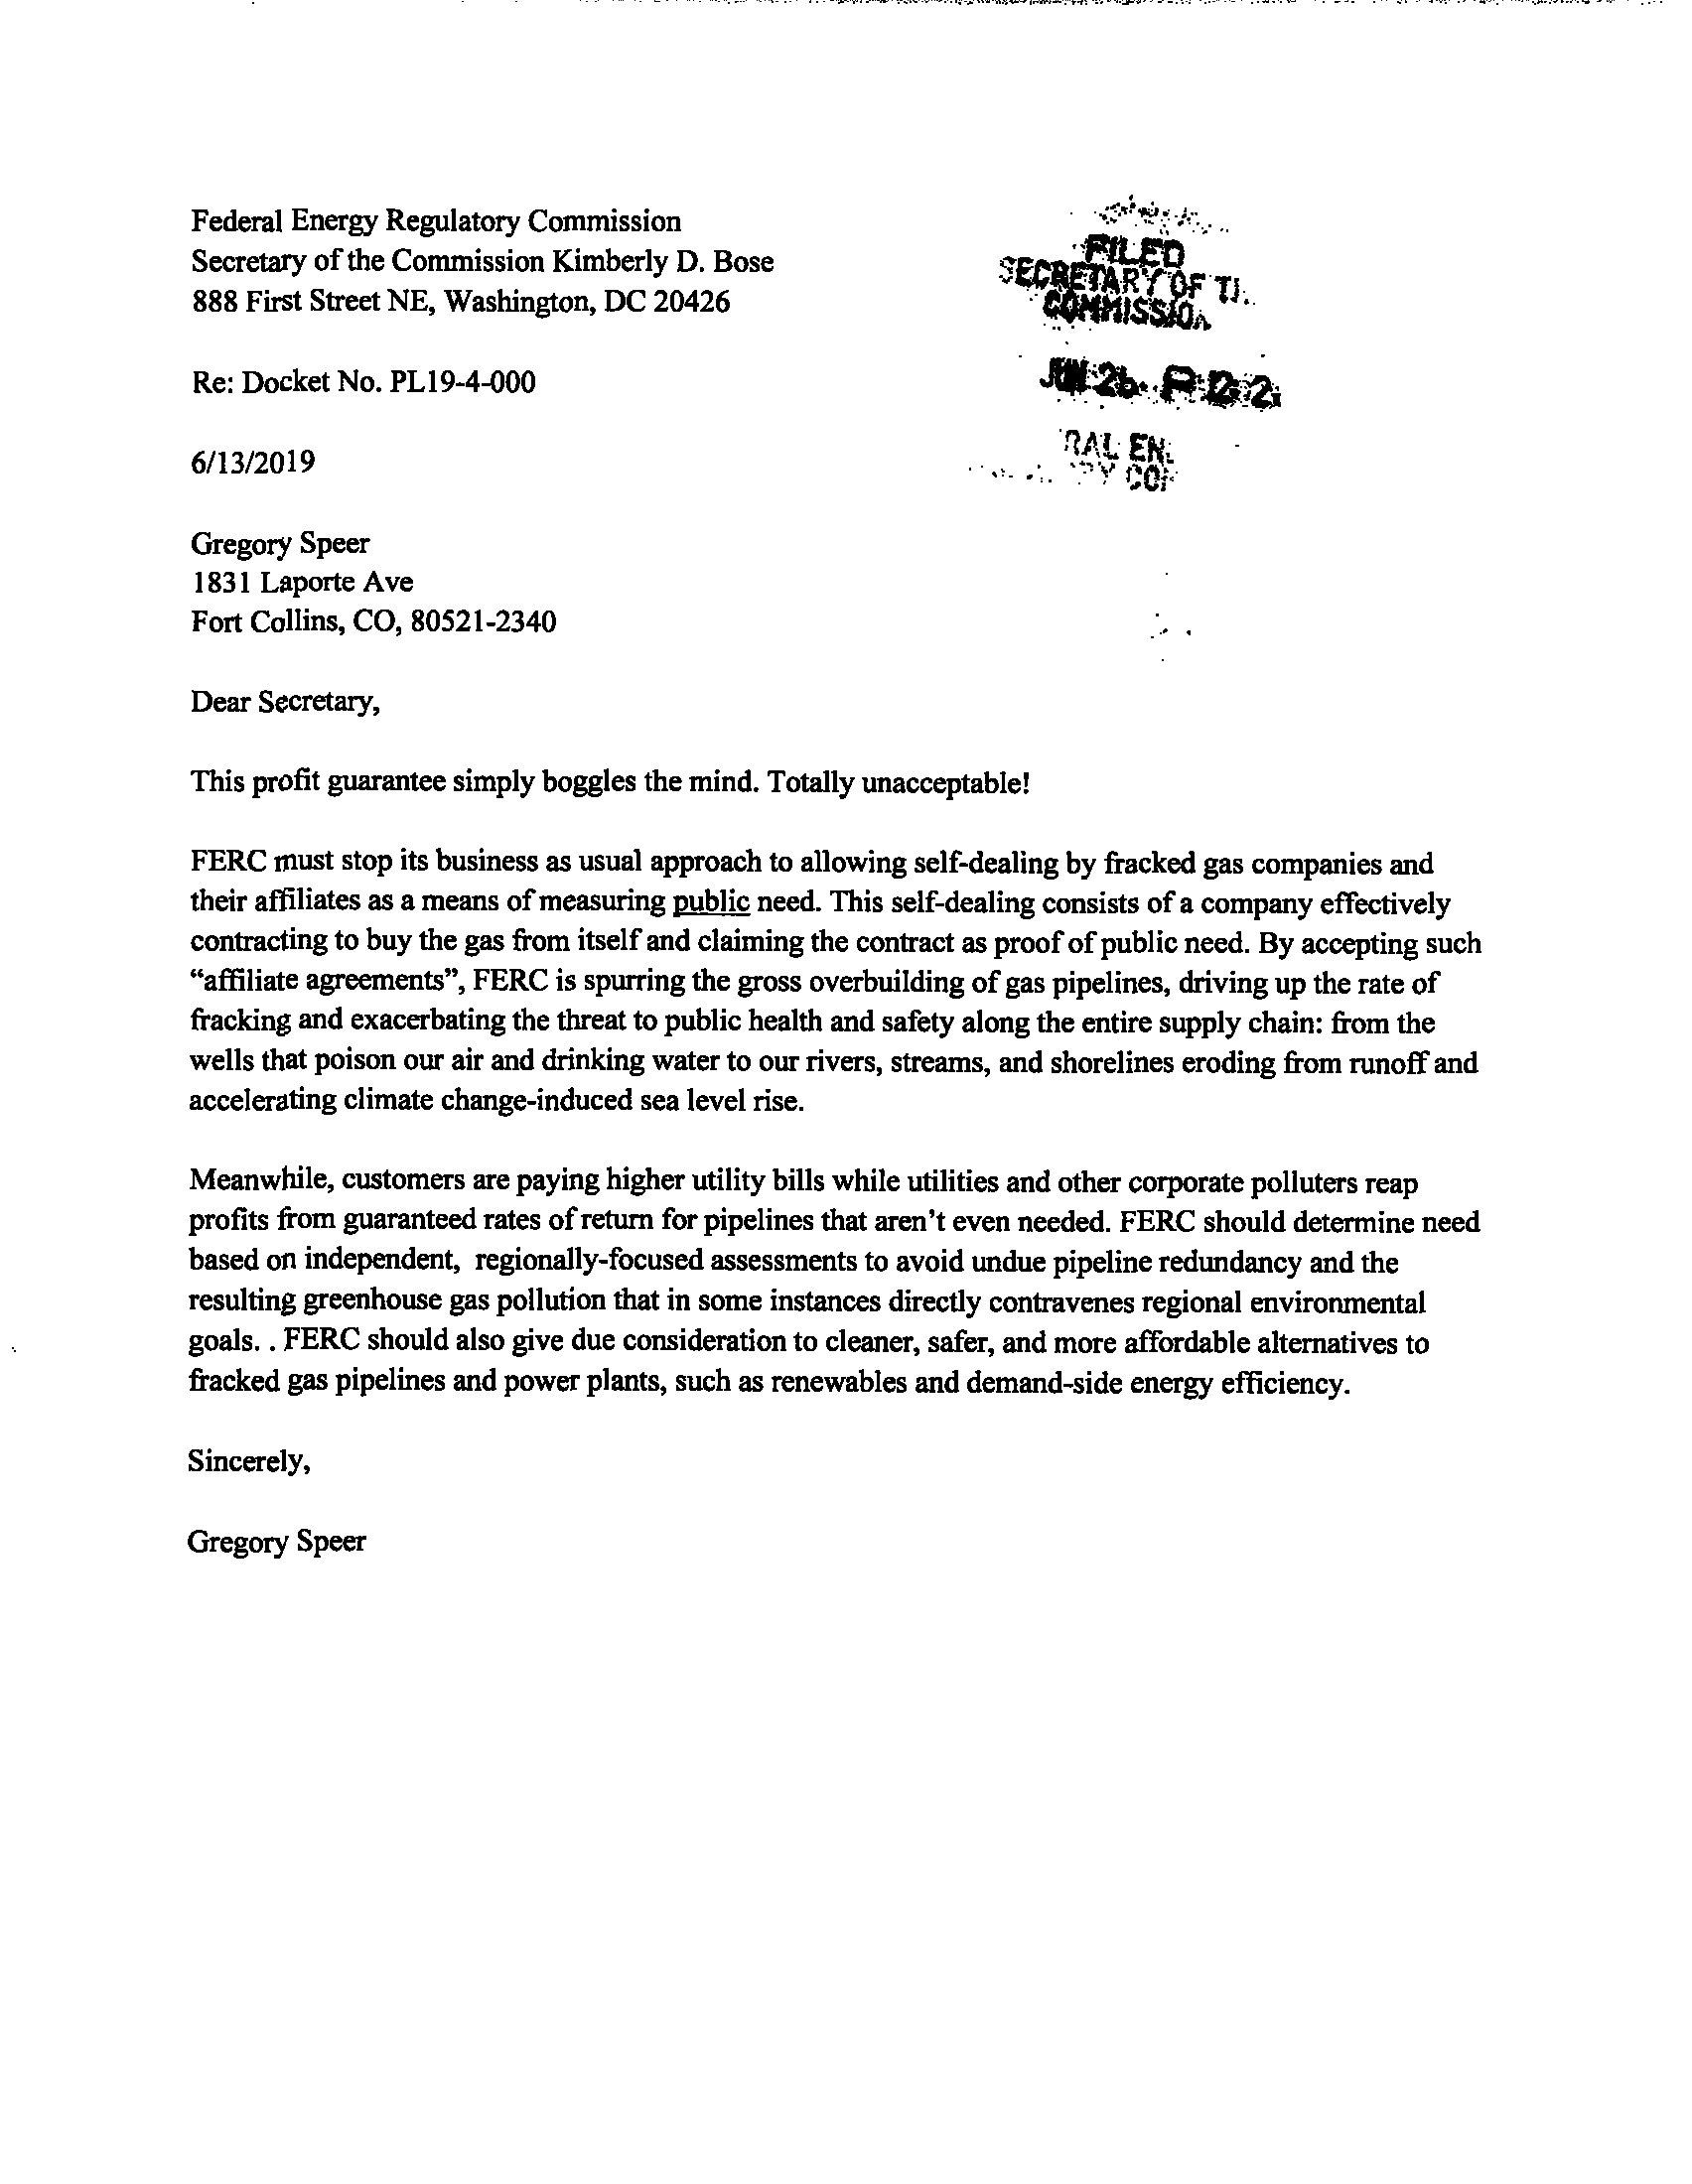 Federal Energy Regulatory Commission
Secretary of the Commission Kimberly D. Bose
888 First Street NE, Washington, DC 20426
FILED
SECRETARY OF
COMMISSION
Re: Docket No. PL19-4-000
JUN 26
6/13/2019
Gregory Speer
1831 Laporte Ave
Fort Collins, CO, 80521-2340
Dear Secretary,
This profit guarantee simply boggles the mind. Totally unacceptable!
FERC must stop its business as usual approach to allowing self-dealing by fracked gas companies and
their affiliates as a means of measuring public need. This self-dealing consists of a company effectively
contracting to buy the gas from itself and claiming the contract as proof of public need. By accepting such
“affiliate agreements”, FERC is spurring the gross overbuilding of gas pipelines, driving up the rate of
fracking and exacerbating the threat to public health and safety along the entire supply chain: from the
wells that poison our air and drinking water to our rivers, streams, and shorelines eroding from runoff and
accelerating climate change-induced sea level rise.
Meanwhile, customers are paying higher utility bills while utilities and other corporate polluters reap
profits from guaranteed rates of return for pipelines that aren't even needed. FERC should determine need
based on independent,  regionally-focused assessments to avoid undue pipeline redundancy and the
resulting greenhouse gas pollution that in some instances directly contravenes regional environmental
goals. . FERC should also give due consideration to cleaner, safer, and more affordable alternatives to
fracked gas pipelines and power plants, such as renewables and demand-side energy efficiency.
Sincerely,
Gregory Speer